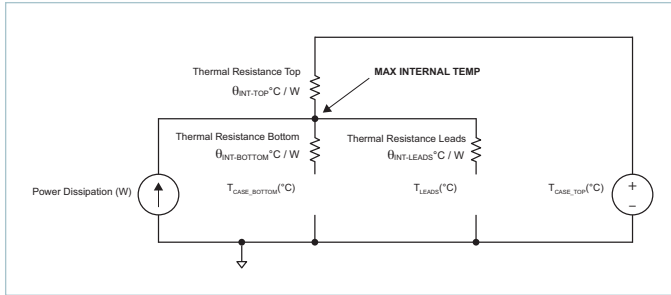 Thermal Resistance Top
MAX INTERNAL TEMP
θINT-TOP°C / W
Thermal Resistance Bottom
Thermal Resistance Leads
θINT-BOTTOM°C / W
θINT-LEADS°C / W
Power Dissipation (W)
TCASE_BOTTOM(°C)
TLEADS(°C)
TCASE_TOP(°C)
+
–